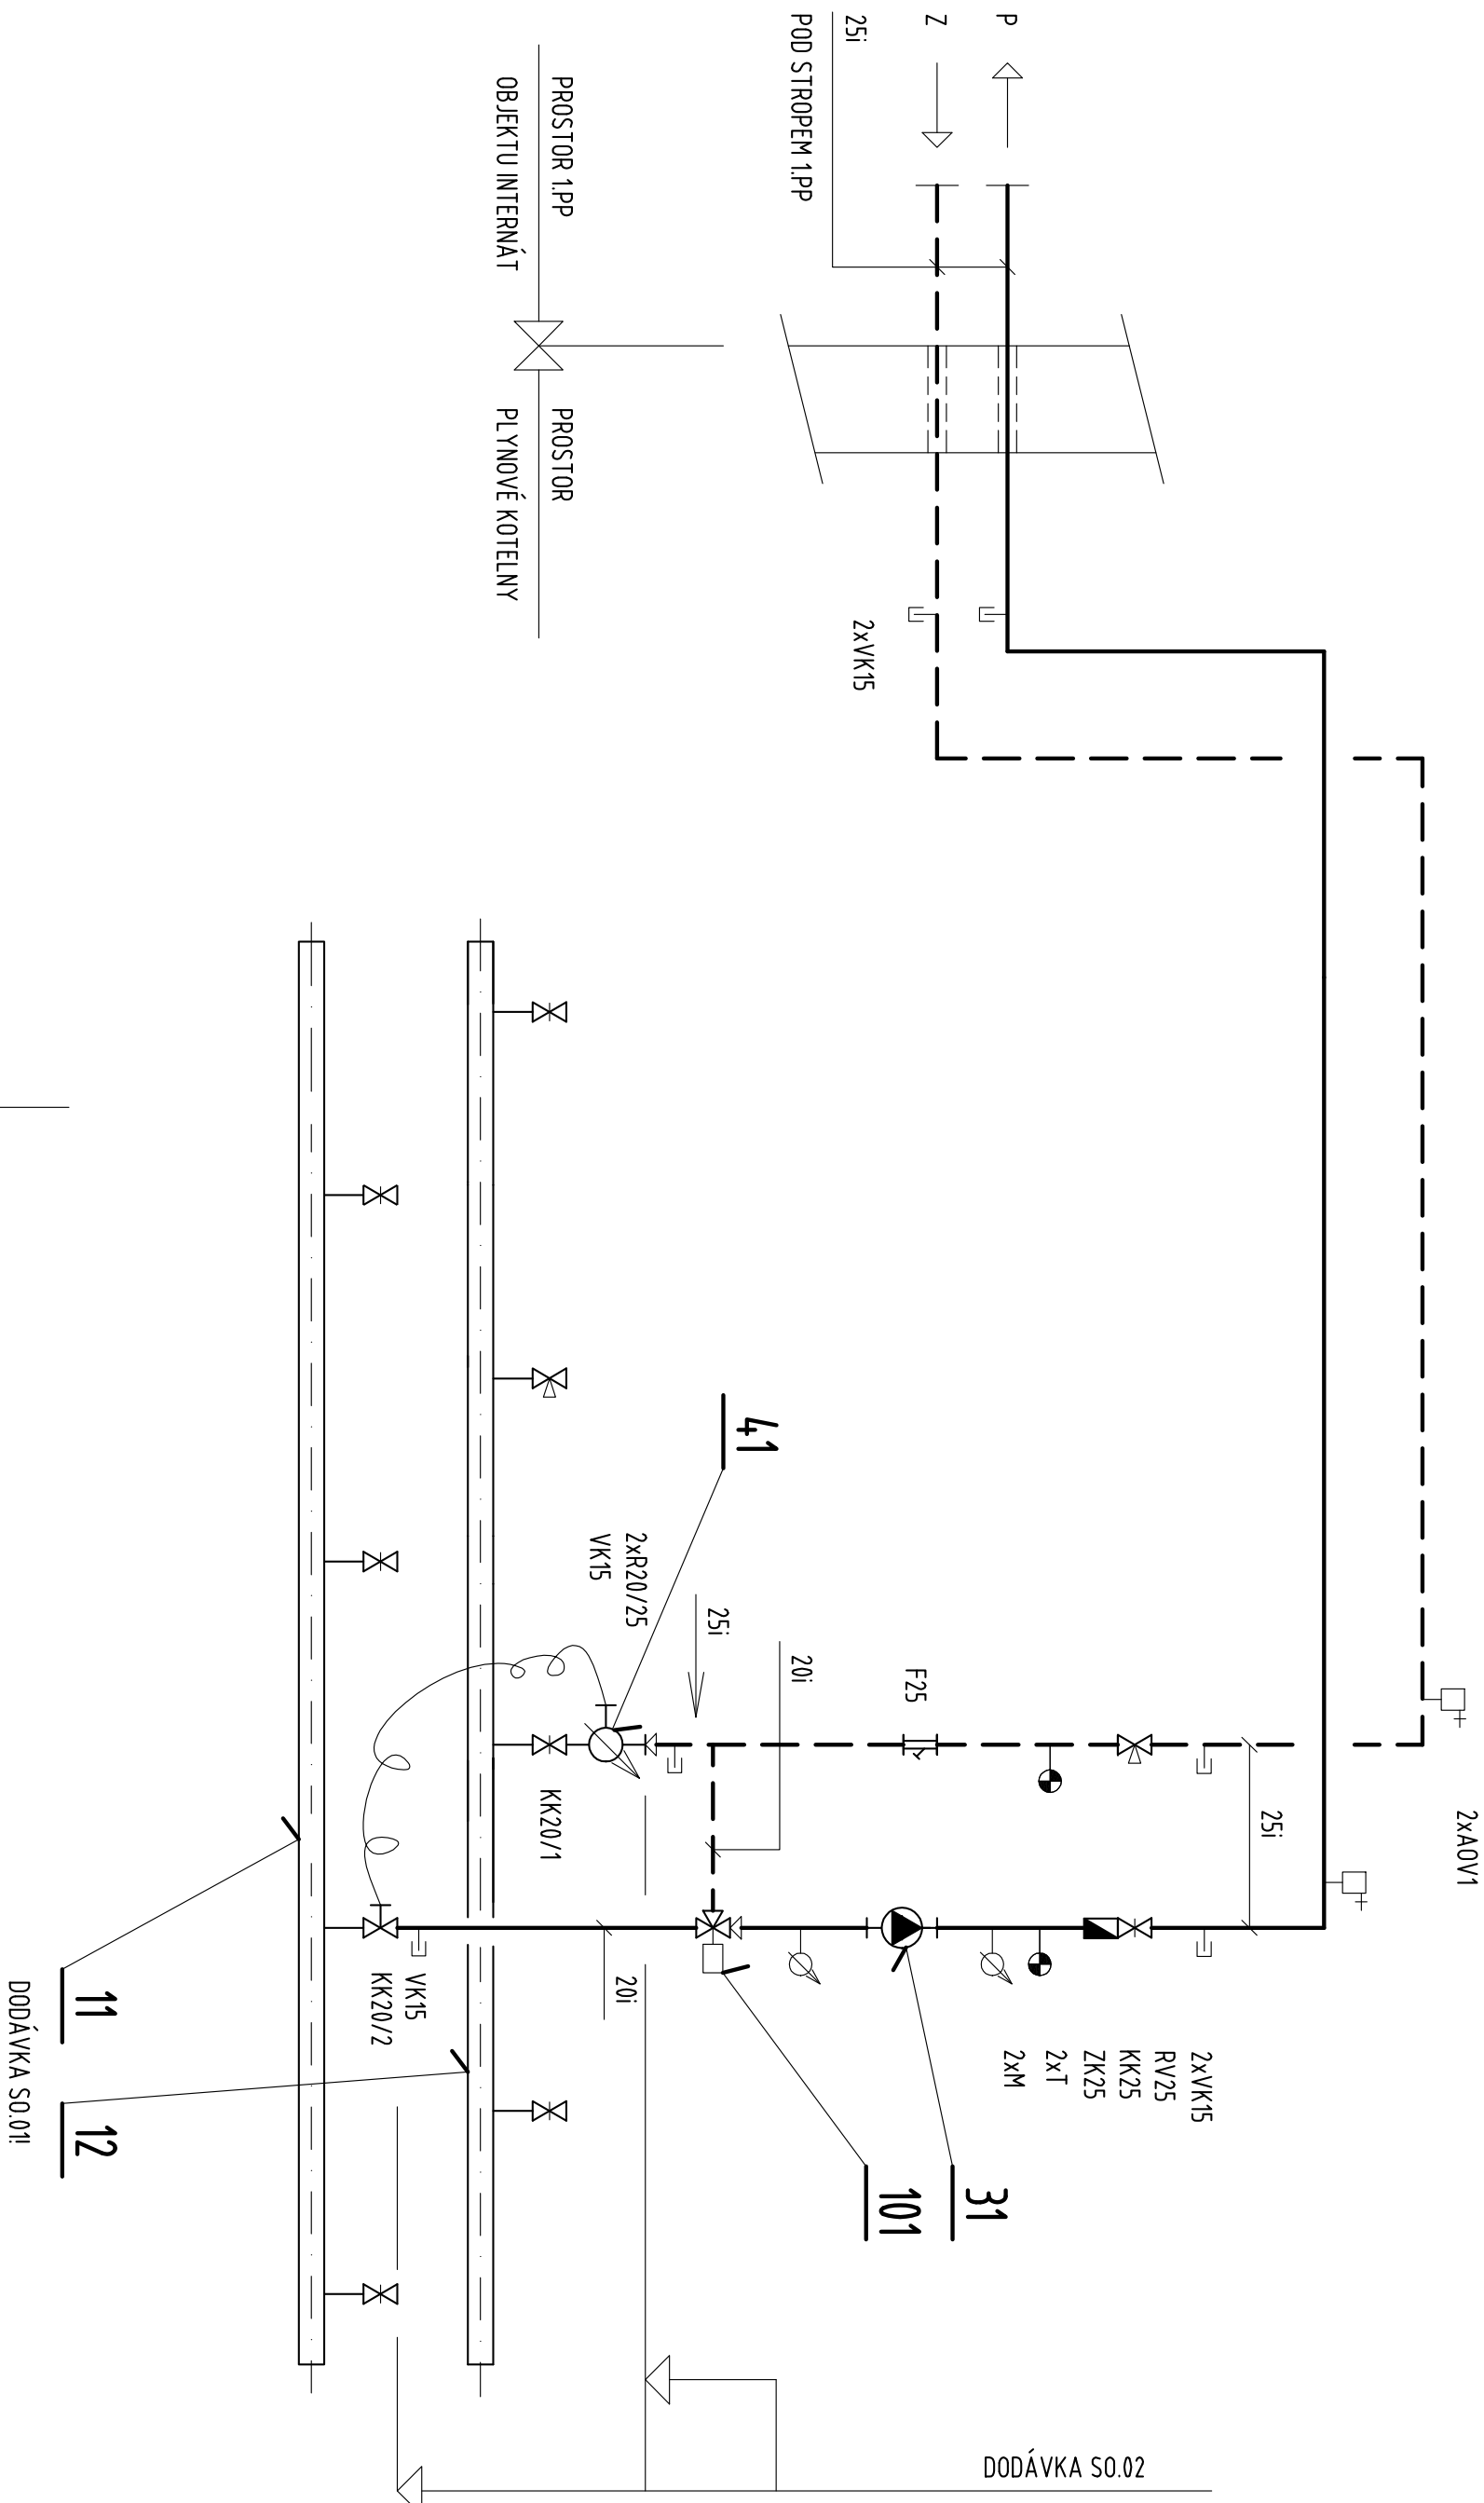 P
Z
25i
POD STROPEM 1.PP
PROSTOR 1.PP
OBJEKTU INTERNÁT
PROSTOR
PLYNOVÉ KOTELNY
2xVK15
2xAOV1
25i
41
2xR20/25
VK15
25i
20i
F25
KK20/1
20i
VK15
KK20/2
2xVK15
RV25
KK25
ZK25
2xT
2xM
31
101
11
12
DODÁVKA SO.01!
DODÁVKA SO.02